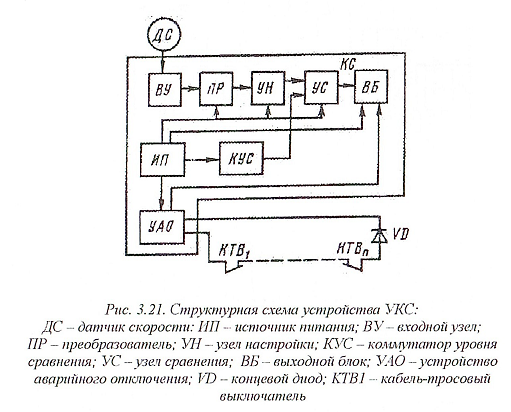 ДС
КС
ВУ ПР УН УС ВБ
ИП КУС
УАО
VD
КТВ1 КТВn
Рис. 3.21. Структурная схема устройства УКС:
ДС – датчик скорости: ИП – источник питания; ВУ – входной узел;
ПР – преобразователь; УН – узел настройки; КУС – коммутатор уровня
сравнения; УС – узел сравнения; ВБ – выходной блок; УАО – устройство
аварийного отключения; VD – концевой диод; КТВ1 – кабель-тросовый
выключатель